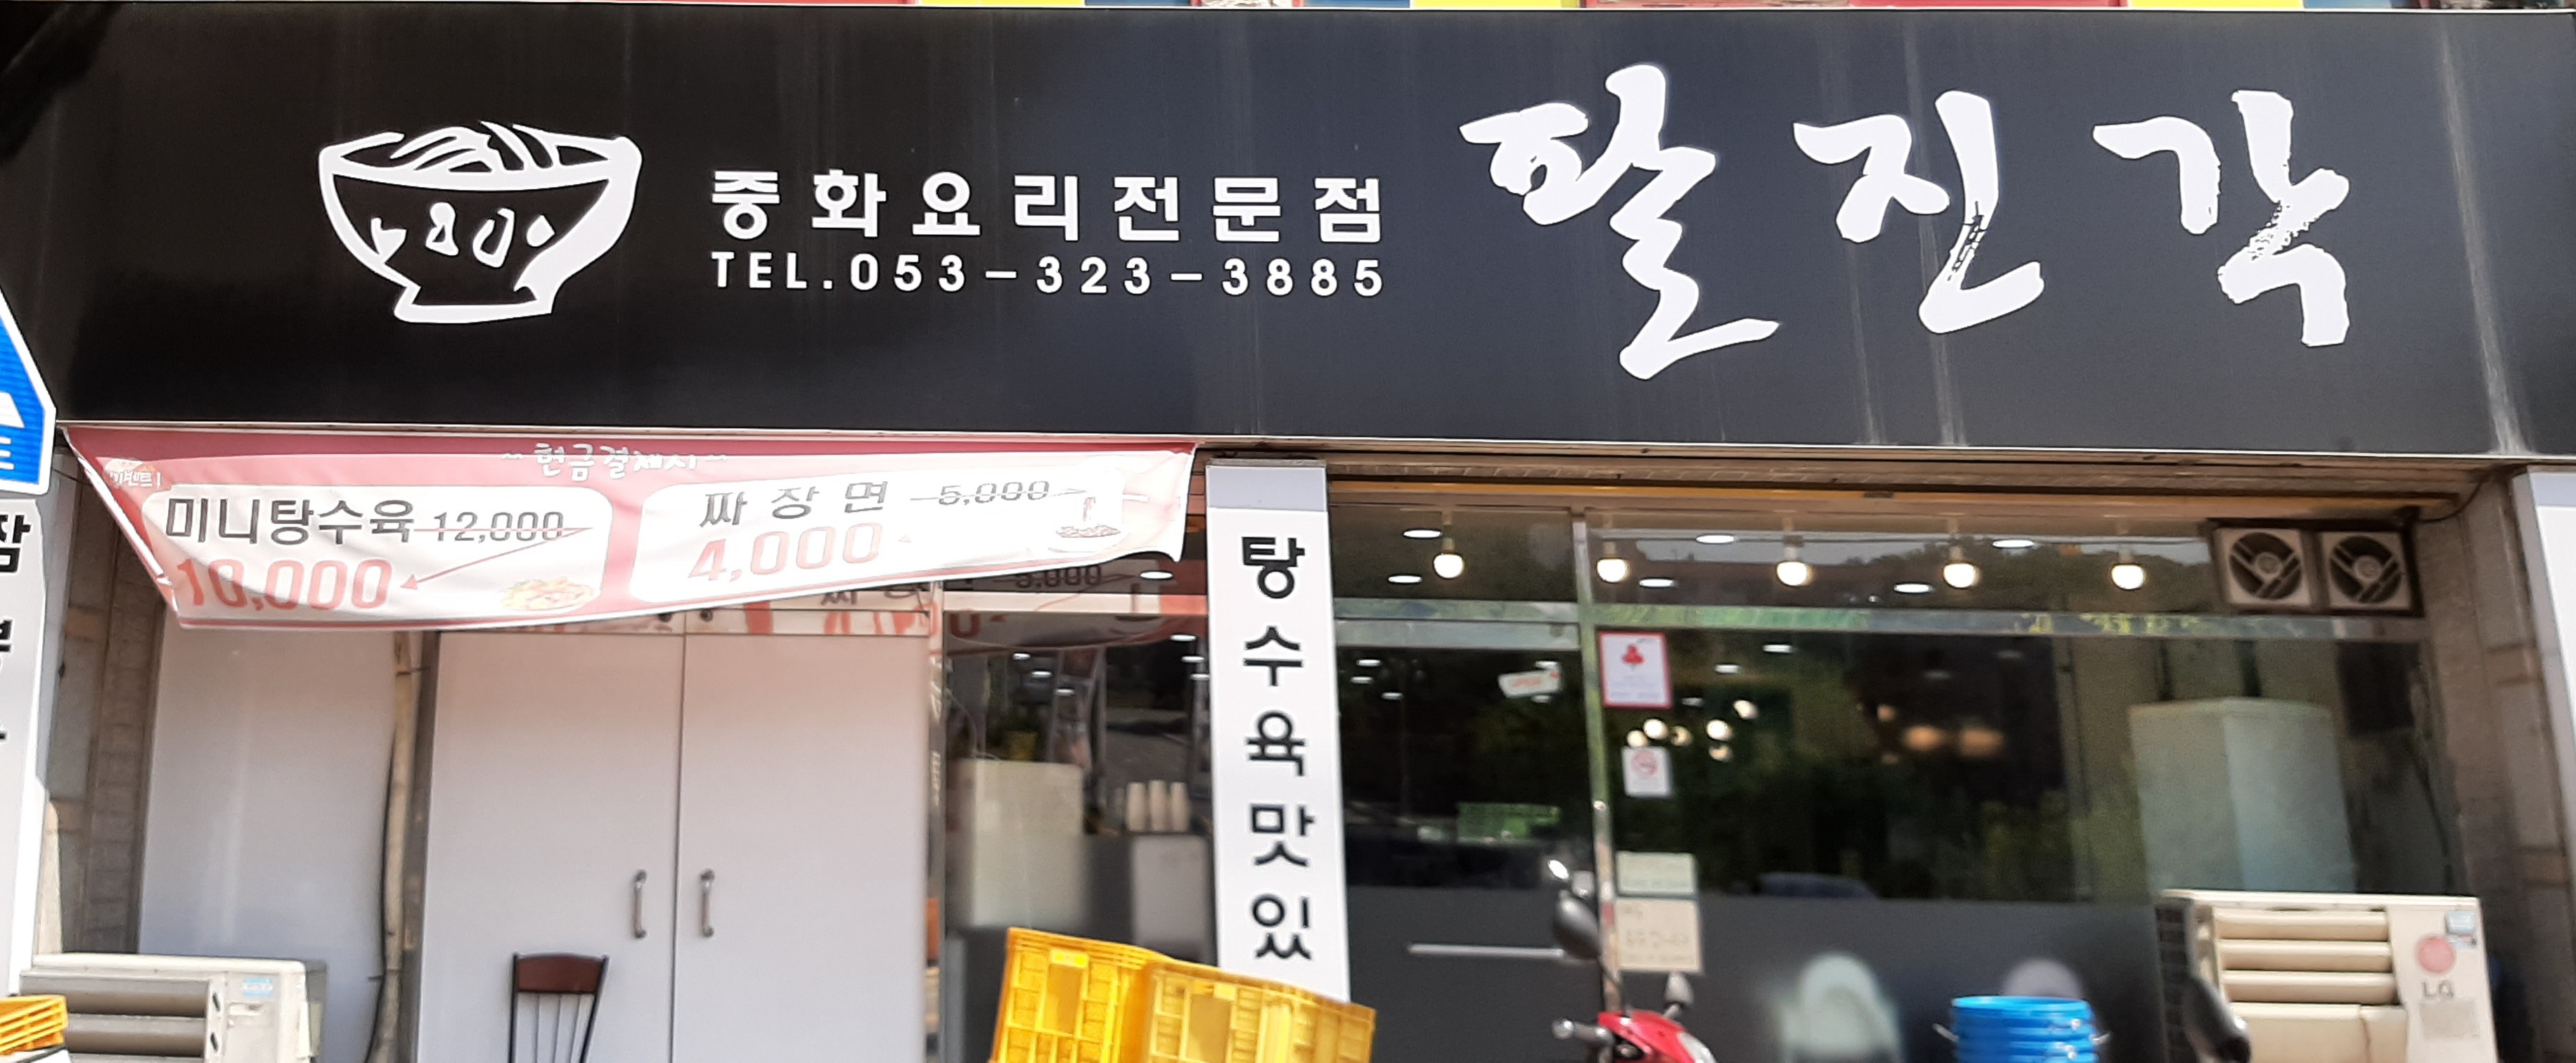 중화요리전문점
TEL.053-323-3885
팔진각
~현금결제시~
미니탕수육 12,000
10,000
짜장면 5,000
4,000
탕수육맛있
LG